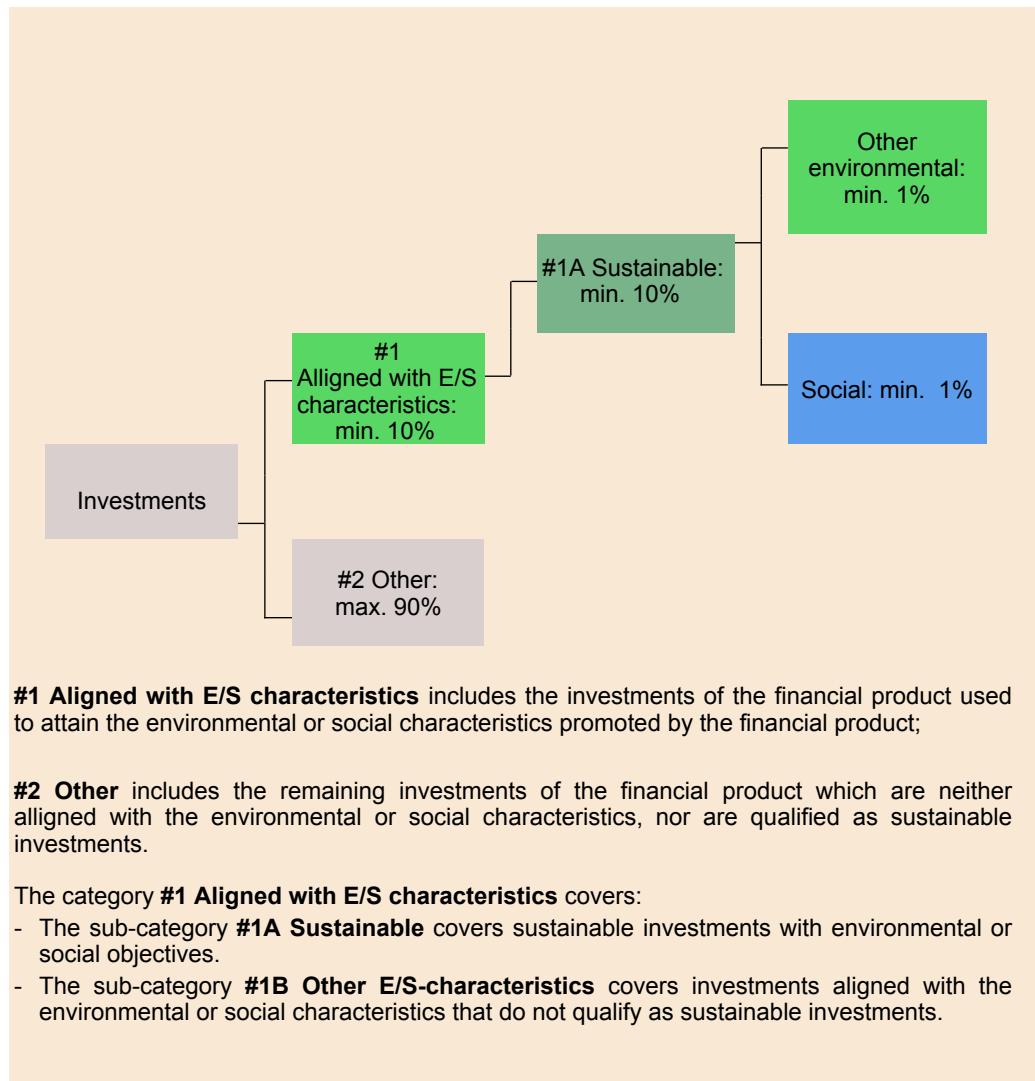 Other
environmental:
min. 1%
#1A Sustainable:
min. 10%
#1
Alligned with E/S
characteristics:
min. 10%
Social: min. 1%
Investments
#2 Other:
max. 90%
#1 Aligned with E/S characteristics includes the investments of the financial product used
to attain the environmental or social characteristics promoted by the financial product;
#2 Other includes the remaining investments of the financial product which are neither
aligned with the environmental or social characteristics, nor are qualified as sustainable
investments.
The category #1 Aligned with E/S characteristics covers:
- The sub-category #1A Sustainable covers sustainable investments with environmental or
social objectives.
- The sub-category #1B Other E/S-characteristics covers investments aligned with the
environmental or social characteristics that do not qualify as sustainable investments.